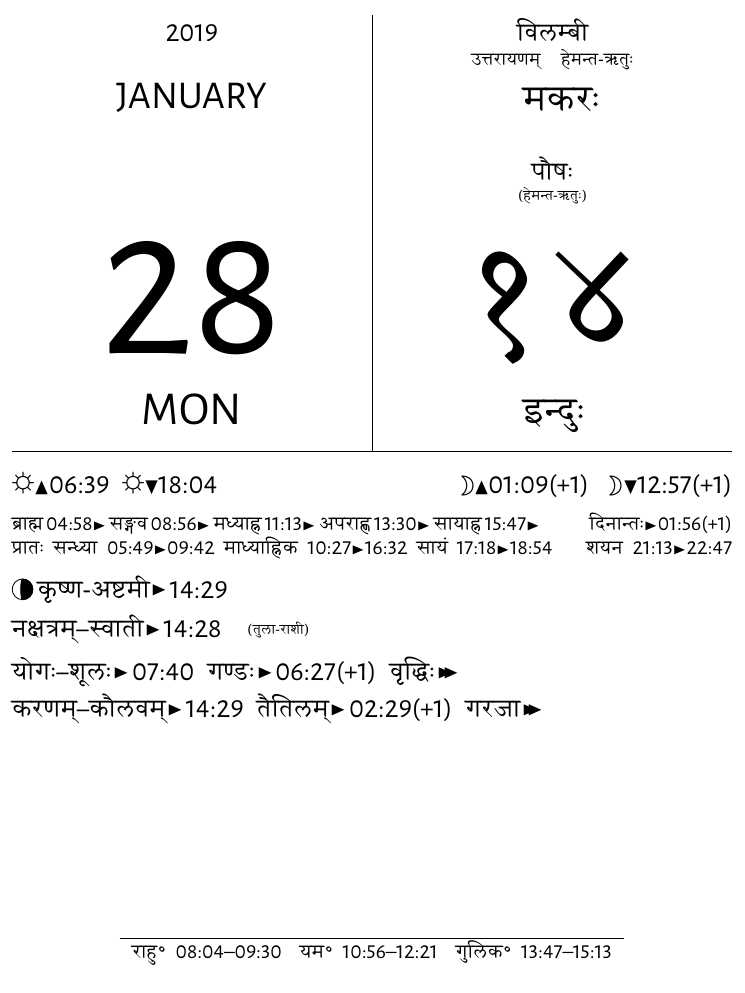 2019
JANUARY
28
MON
विलम्बी
उत्तरायणम् हेमन्त-ऋतुः
मकरः
पौषः
(हेमन्त-ऋतुः)
१४
इन्दुः
☼▲06:39 ☼▼18:04 ☽▲01:09(+1) ☽▼12:57(+1)
ब्राह्म 04:58► सङ्गव 08:56► मध्याह्न 11:13► अपराह्ण 13:30► सायाह्न 15:47► दिनान्तः►01:56(+1)
प्रातः सन्ध्या 05:49►09:42 माध्याह्निक 10:27►16:32 सायं 17:18►18:54 शयन 21:13►22:47
◑ कृष्ण-अष्टमी►14:29
नक्षत्रम्–स्वाती►14:28 (तुला-राशी)
योगः–शूलः► 07:40 गण्डः►06:27(+1) वृद्धिः►►
करणम्–कौलवम्►14:29 तैतिलम्►02:29(+1) गरजा►►
राहु॰ 08:04–09:30 यम॰ 10:56–12:21 गुलिक॰ 13:47–15:13